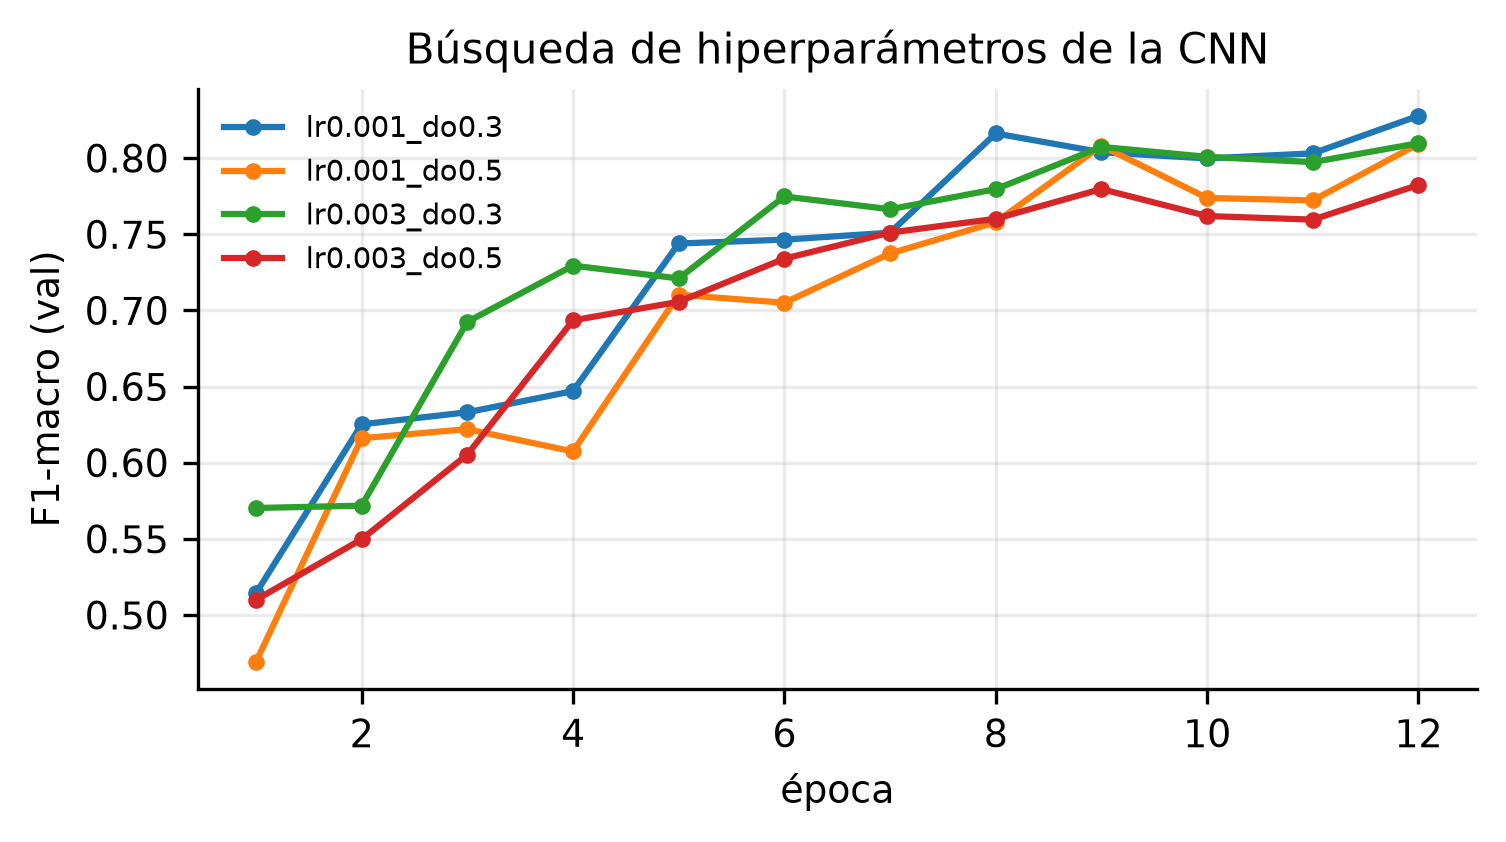 Búsqueda de hiperparámetros de la CNN
lr0.001_do0.3
lr0.001_do0.5
lr0.003_do0.3
lr0.003_do0.5
F1-macro (val)
0.80
0.75
0.70
0.65
0.60
0.55
0.50
2 4 6 8 10 12
época